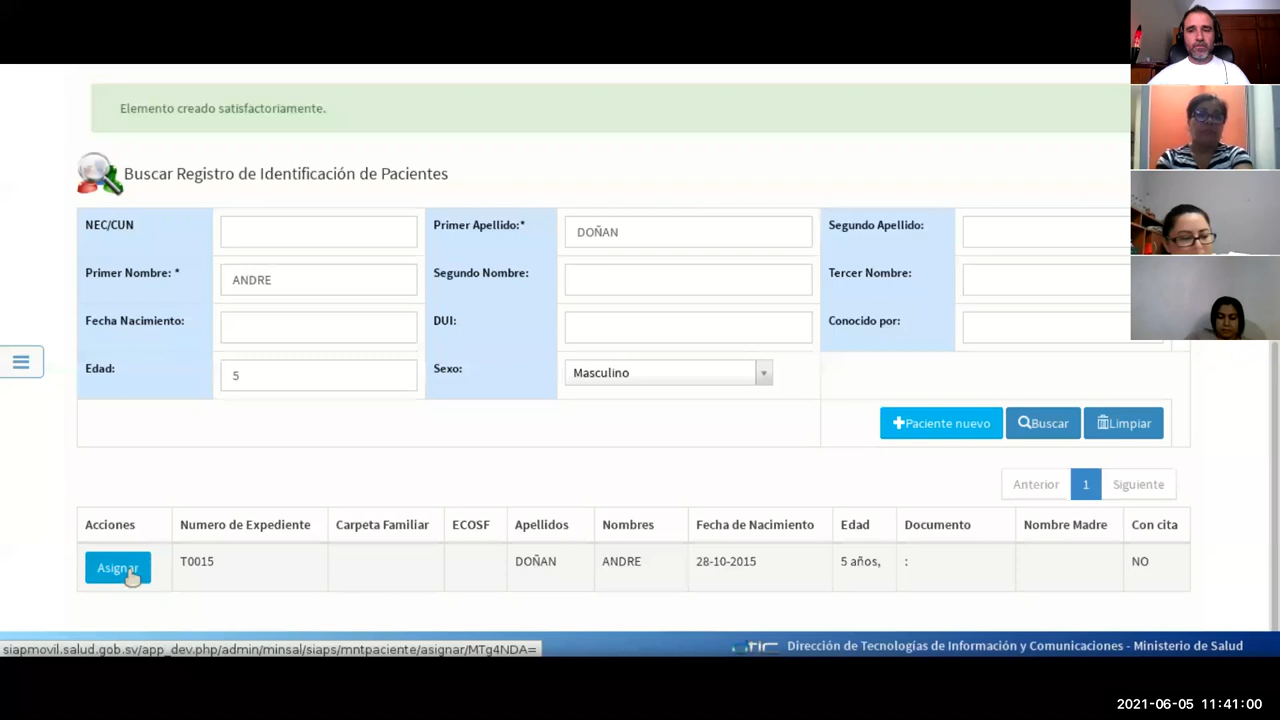 Elemento creado satisfactoriamente.
Buscar Registro de Identificación de Pacientes
NEC/CUN
Primer Apellido:*
DOÑAN
Segundo Apellido:
Primer Nombre: *
ANDRE
Segundo Nombre:
Tercer Nombre:
Fecha Nacimiento:
DUI:
Conocido por:
Edad:
5
Sexo:
Masculino
Paciente nuevo
Buscar
Limpiar
Anterior
1
Siguiente
Acciones Numero de Expediente Carpeta Familiar ECOSF Apellidos Nombres Fecha de Nacimiento Edad Documento Nombre Madre Con cita
Asignar T0015 DOÑAN ANDRE 28-10-2015 5 años, : NO
siapmovil.salud.gob.sv/app_dev.php/admin/minsal/siaps/mntpaciente/asignar/MTg4NDA=
Dirección de Tecnologías de Información y Comunicaciones - Ministerio de Salud
2021-06-05 11:41:00